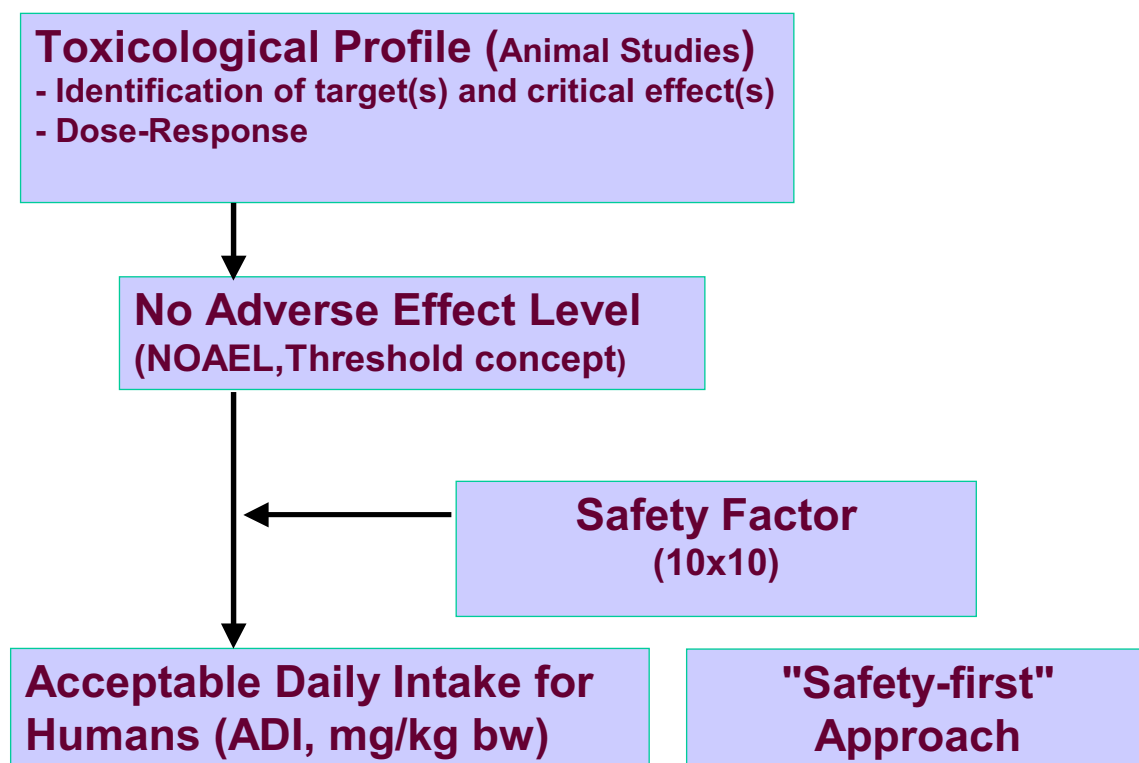 Toxicological Profile (Animal Studies)
- Identification of target(s) and critical effect(s)
- Dose-Response
No Adverse Effect Level
(NOAEL,Threshold concept)
Safety Factor
(10x10)
Acceptable Daily Intake for
Humans (ADI, mg/kg bw)
"Safety-first"
Approach